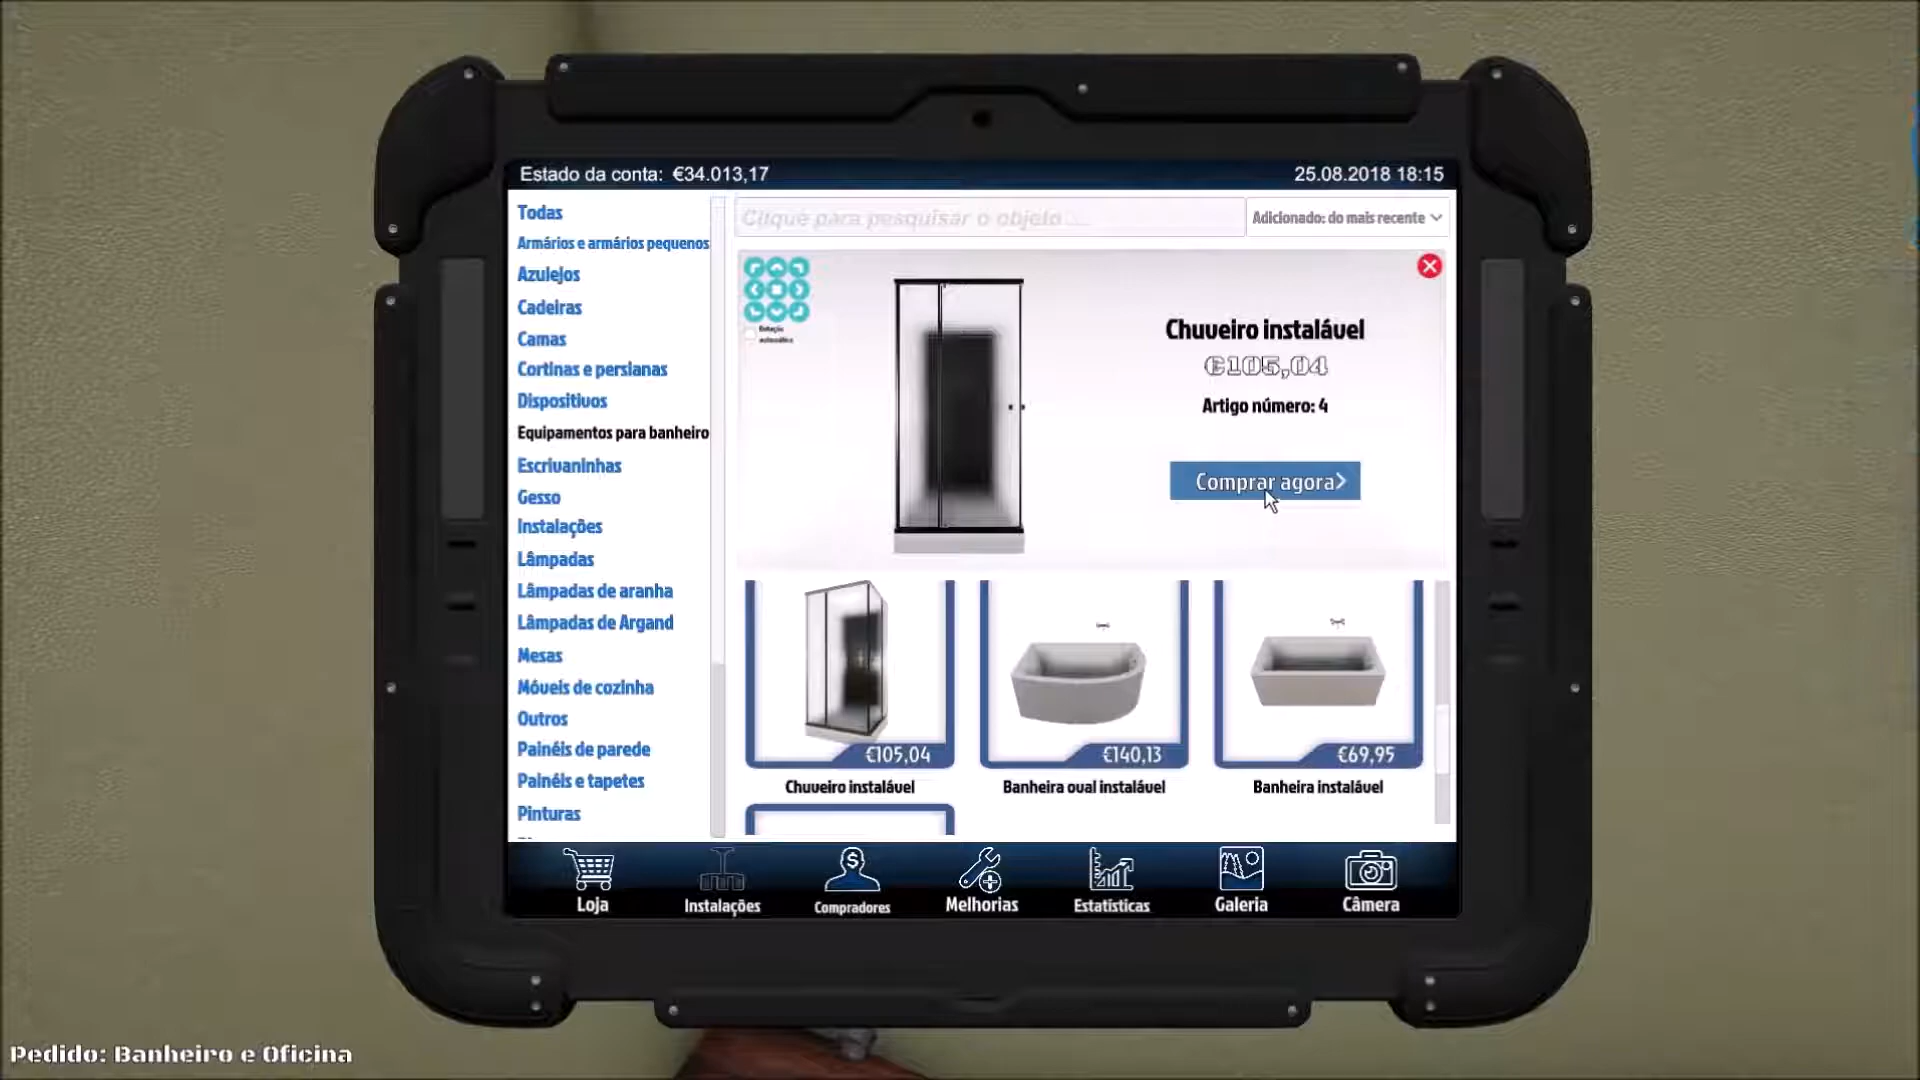 Estado da conta: €34.013,17
25.08.2018 18:15
Todas
Armários e armários pequenos
Azulejos
Cadeiras
Camas
Cortinas e persianas
Dispositivos
Equipamentos para banheiro
Escrivaninhas
Gesso
Instalações
Lâmpadas
Lâmpadas de aranha
Lâmpadas de Argand
Mesas
Móveis de cozinha
Outros
Painéis de parede
Painéis e tapetes
Pinturas
Clique para pesquisar o objeto ...
Adicionado: do mais recente
Rotação
automática
Chuveiro instalável
€105,04
Artigo número: 4
Comprar agora>
€105,04
Chuveiro instalável
€140,13
Banheira oval instalável
€69,95
Banheira instalável
Loja
Instalações
Compradores
Melhorias
Estatísticas
Galeria
Câmera
Pedido: Banheiro e Oficina